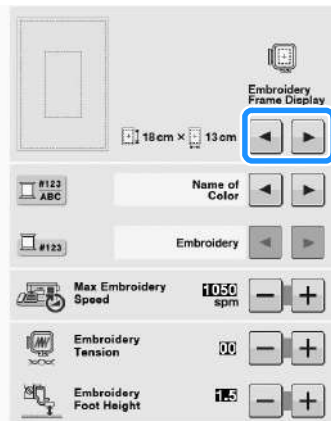 Embroidery
Frame Display
18cm × 13cm
#123
ABC
Name of
Color
#123
Embroidery
Max Embroidery
Speed
1050
spm
Embroidery
Tension
00
Embroidery
Foot Height
1.5